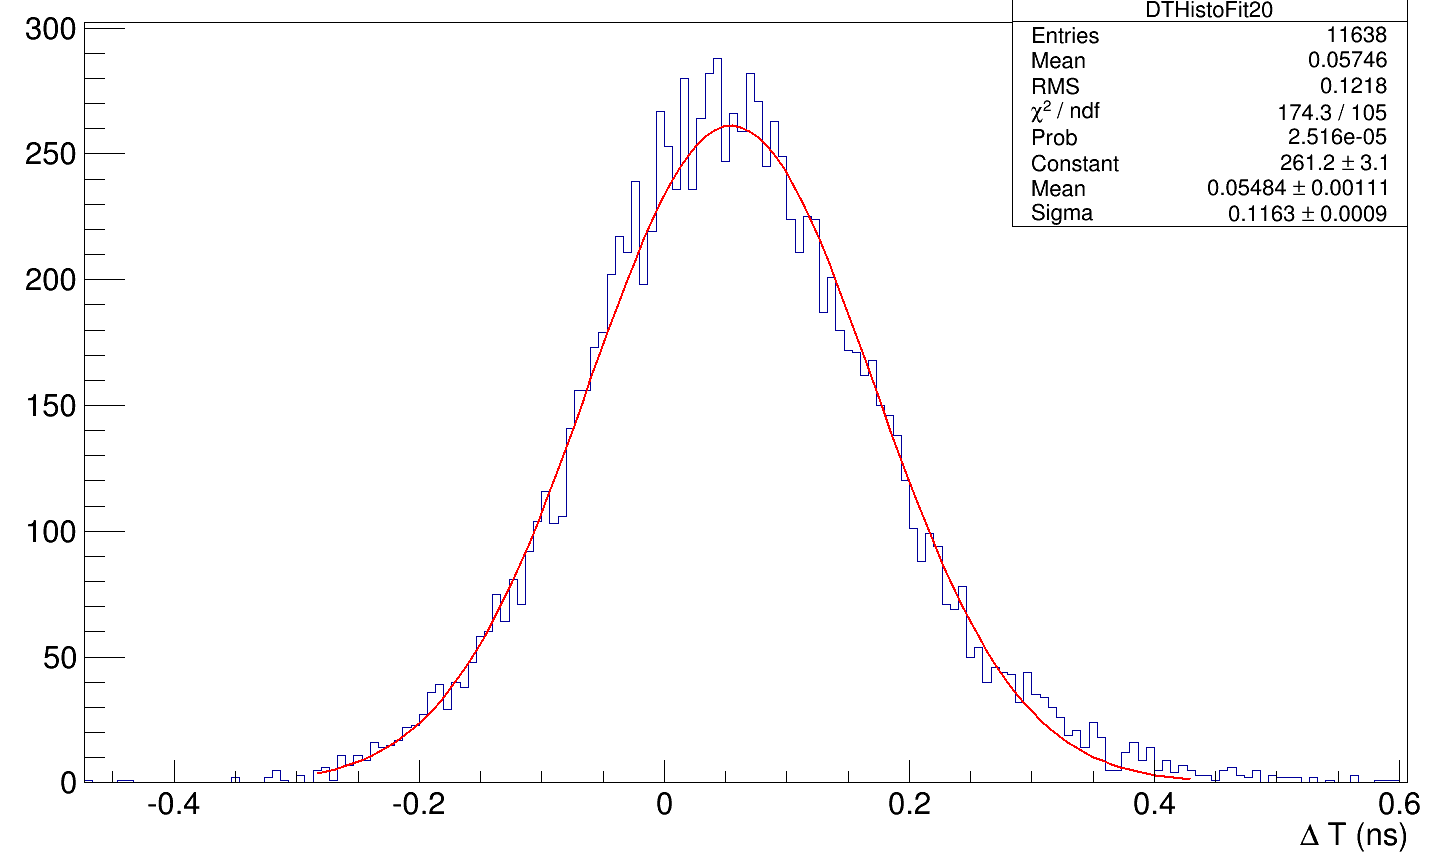 DTHistoFit20
Entries 11638
Mean 0.05746
RMS 0.1218
χ² / ndf 174.3 / 105
Prob 2.516e-05
Constant 261.2 ± 3.1
Mean 0.05484 ± 0.00111
Sigma 0.1163 ± 0.0009
300
250
200
150
100
50
0
-0.4 -0.2 0 0.2 0.4 0.6
Δ T (ns)